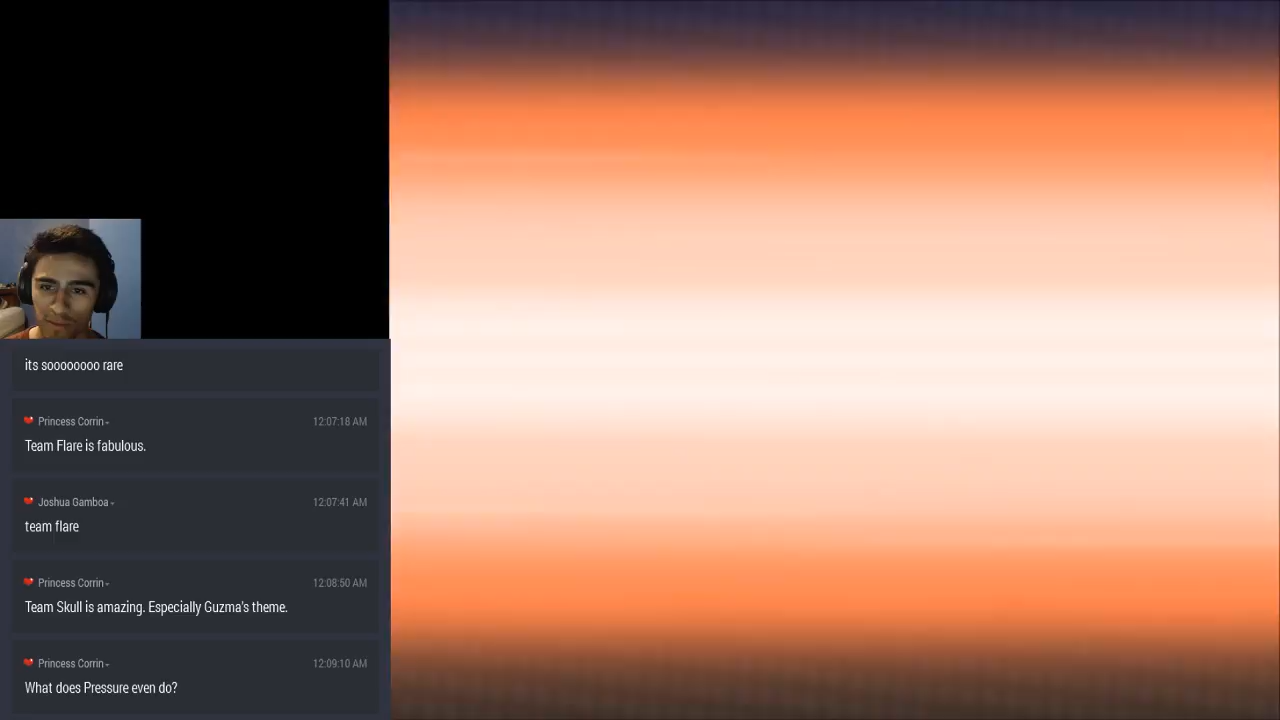 its soooooooo rare
Princess Corrin 12:07:18 AM
Team Flare is fabulous.
Joshua Gamboa 12:07:41 AM
team flare
Princess Corrin 12:08:50 AM
Team Skull is amazing. Especially Guzma's theme.
Princess Corrin 12:09:10 AM
What does Pressure even do?